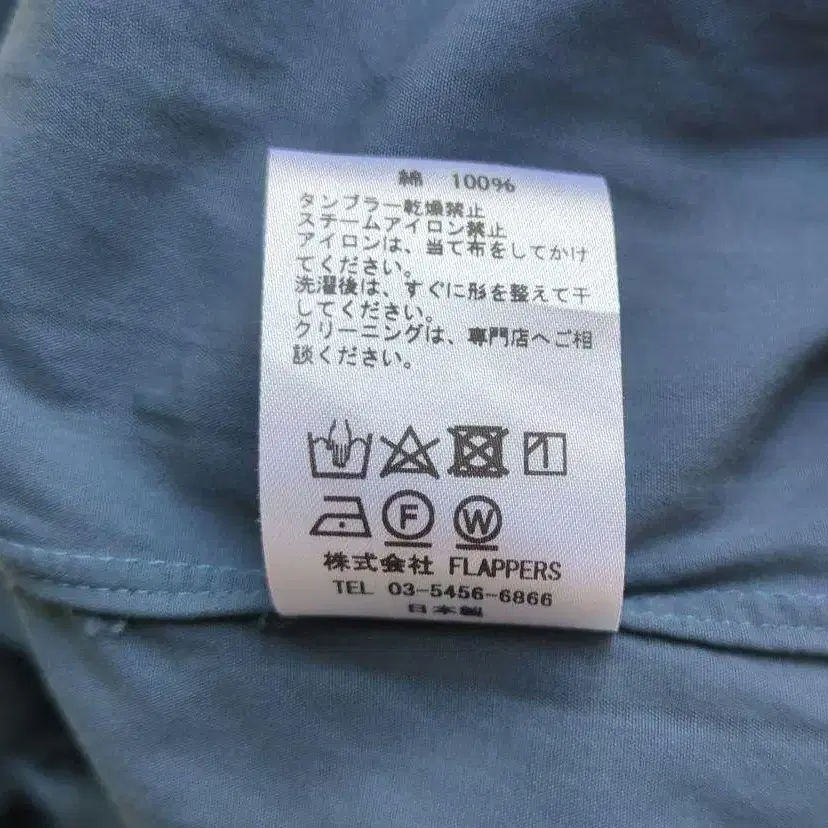 綿 100%
タンブラー乾燥禁止
スチームアイロン禁止
アイロンは、当て布をしてかけ
てください。
洗濯後は、すぐに形を整えて干
してください。
クリーニングは、専門店へご相
談ください。
F W
株式会社 FLAPPERS
TEL 03-5456-6866
日本製